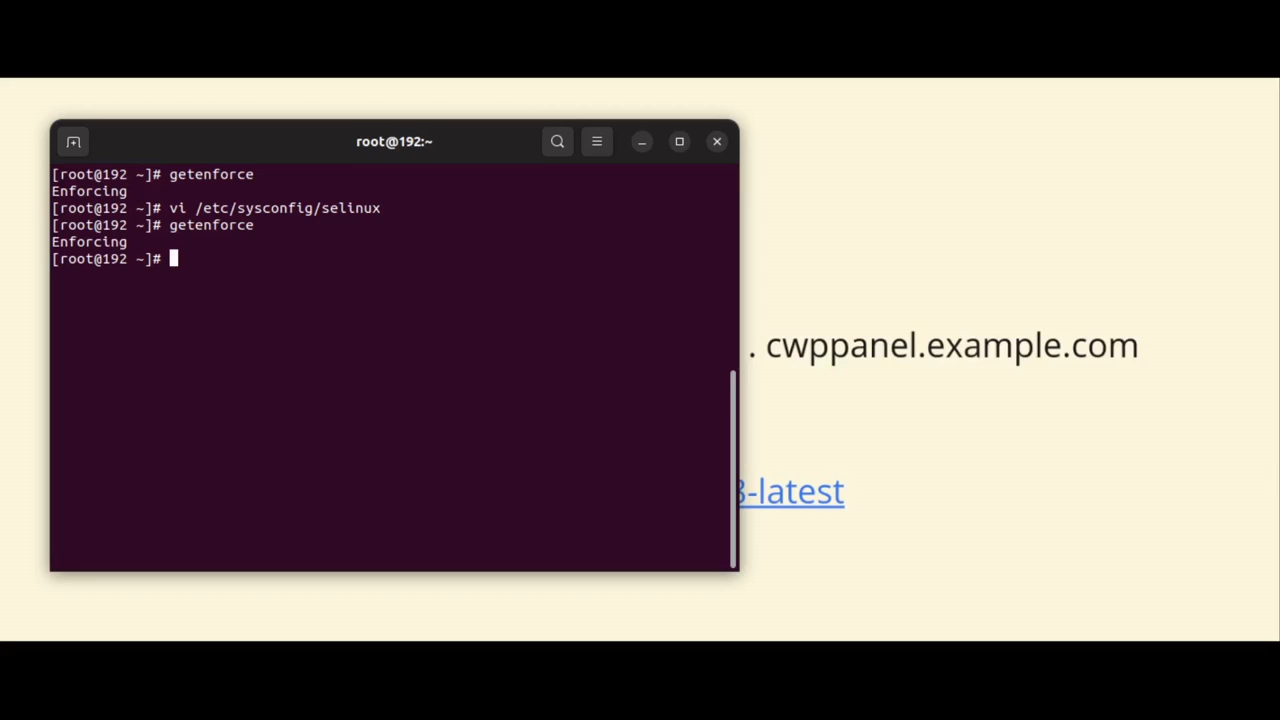 root@192:~
[root@192 ~]# getenforce
Enforcing
[root@192 ~]# vi /etc/sysconfig/selinux
[root@192 ~]# getenforce
Enforcing
[root@192 ~]#
. cwppanel.example.com
-latest